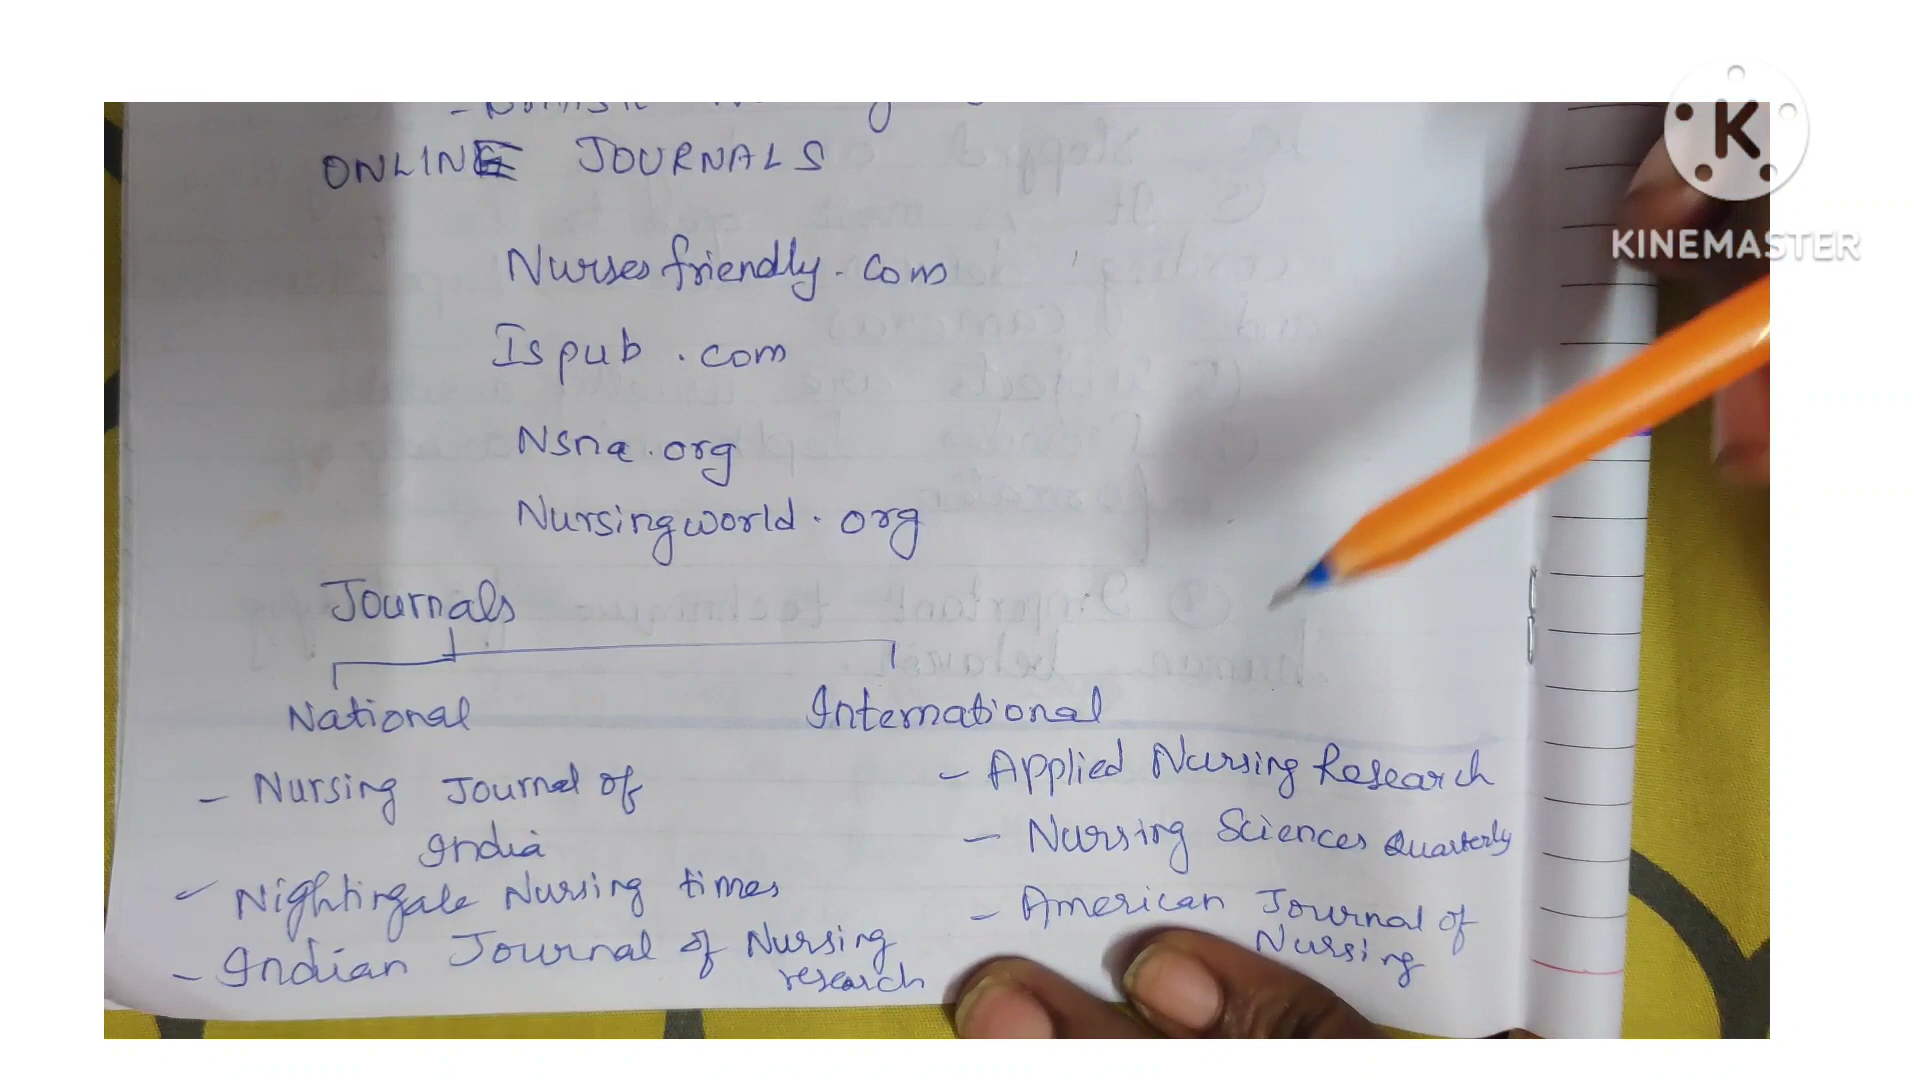 ONLINE JOURNALS
Nursesfriendly.com
Ispub.com
Nsna.org
Nursingworld.org
Journals
National International
- Nursing Journal of
India
- Nightingale Nursing times
- Indian Journal of Nursing
research
- Applied Nursing Research
- Nursing Sciences Quarterly
- American Journal of
Nursing
K
KINEMASTER